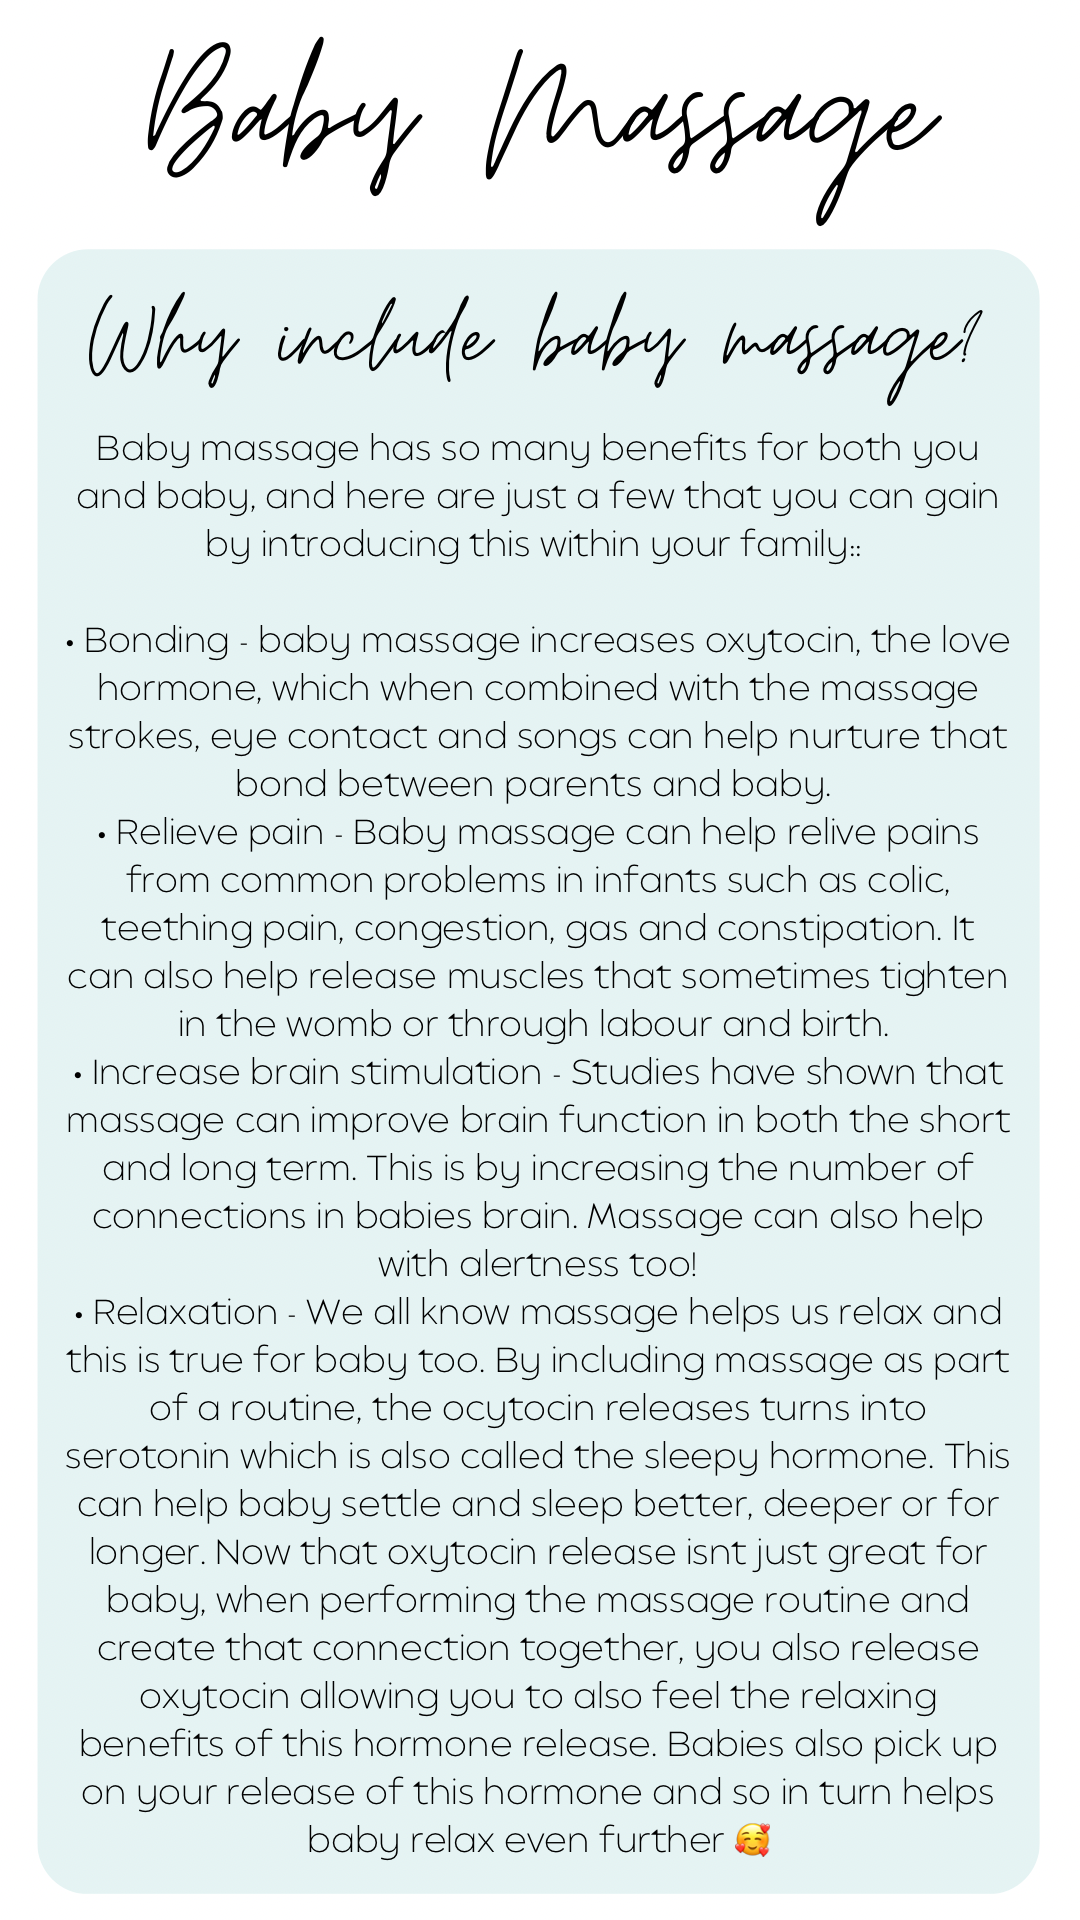 Baby Massage
Why include baby massage?
Baby massage has so many benefits for both you
and baby, and here are just a few that you can gain
by introducing this within your family::
• Bonding - baby massage increases oxytocin, the love
hormone, which when combined with the massage
strokes, eye contact and songs can help nurture that
bond between parents and baby.
• Relieve pain - Baby massage can help relive pains
from common problems in infants such as colic,
teething pain, congestion, gas and constipation. It
can also help release muscles that sometimes tighten
in the womb or through labour and birth.
• Increase brain stimulation - Studies have shown that
massage can improve brain function in both the short
and long term. This is by increasing the number of
connections in babies brain. Massage can also help
with alertness too!
• Relaxation - We all know massage helps us relax and
this is true for baby too. By including massage as part
of a routine, the ocytocin releases turns into
serotonin which is also called the sleepy hormone. This
can help baby settle and sleep better, deeper or for
longer. Now that oxytocin release isnt just great for
baby, when performing the massage routine and
create that connection together, you also release
oxytocin allowing you to also feel the relaxing
benefits of this hormone release. Babies also pick up
on your release of this hormone and so in turn helps
baby relax even further 🥰